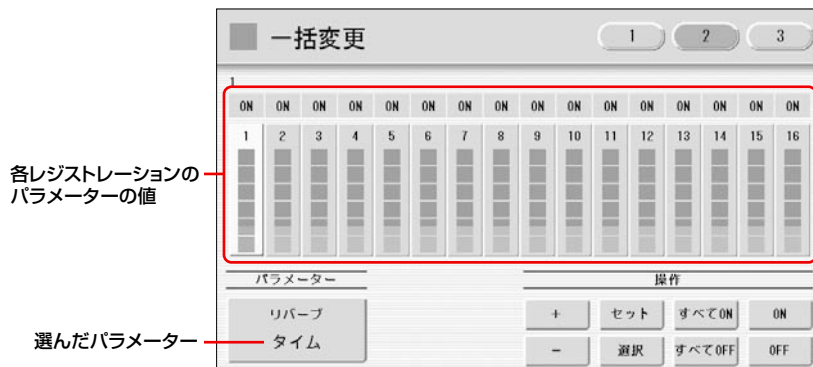 一括変更
1 2 3
1
ON ON ON ON ON ON ON ON ON ON ON ON ON ON ON ON
1 2 3 4 5 6 7 8 9 10 11 12 13 14 15 16
各レジストレーションの
パラメーターの値
パラメーター 操作
リバーブ
タイム
選んだパラメーター
+ セット すべてON ON
- 選択 すべてOFF OFF